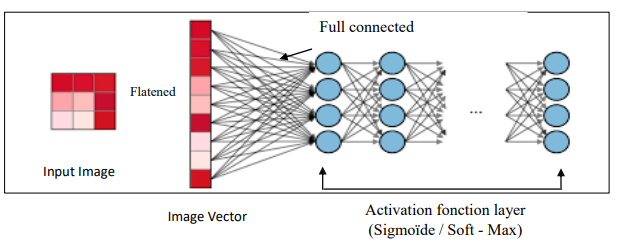 Full connected
Flatened
...
Input Image
Image Vector
Activation fonction layer
(Sigmoïde / Soft - Max)